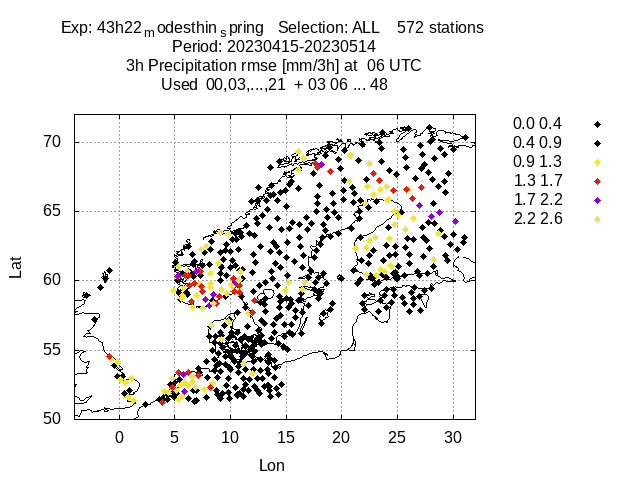 Exp: 43h22modesthinspring   Selection: ALL    572 stations
Period: 20230415-20230514
3h Precipitation rmse [mm/3h] at  06 UTC
Used  00,03,...,21  + 03 06 ... 48
70
65
60
55
50
0 5 10 15 20 25 30
Lat
Lon
0.0 0.4
0.4 0.9
0.9 1.3
1.3 1.7
1.7 2.2
2.2 2.6